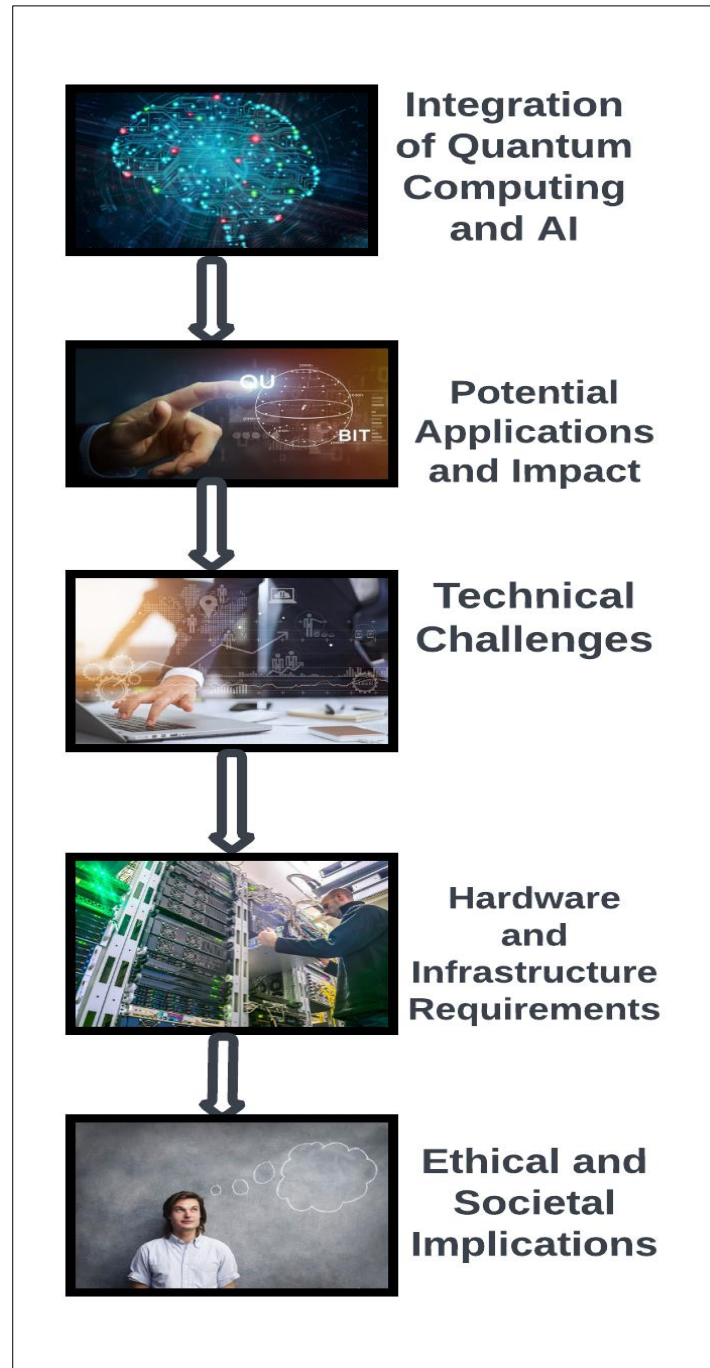 Integration
of Quantum
Computing
and AI
QU
BIT
Potential
Applications
and Impact
Technical
Challenges
Hardware
and
Infrastructure
Requirements
Ethical and
Societal
Implications